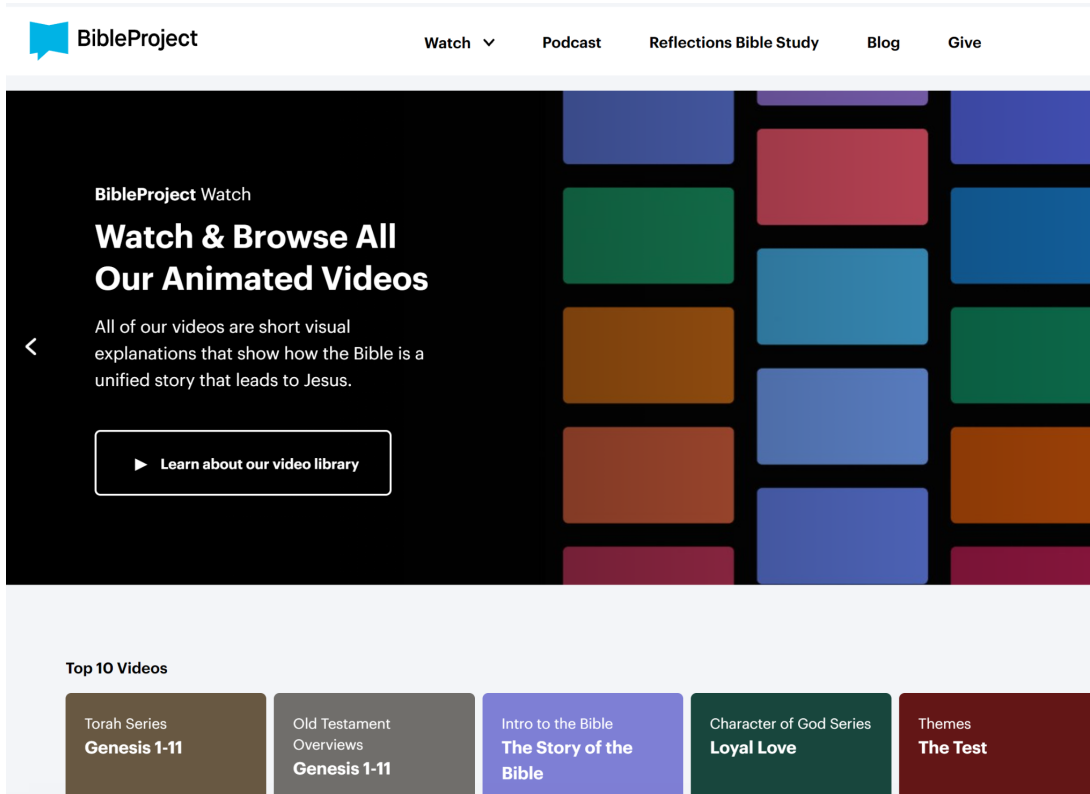 BibleProject
Watch
Podcast
Reflections Bible Study
Blog
Give
BibleProject Watch
Watch & Browse All
Our Animated Videos
All of our videos are short visual
explanations that show how the Bible is a
unified story that leads to Jesus.
Learn about our video library
Top 10 Videos
Torah Series
Genesis 1-11
Old Testament
Overviews
Genesis 1-11
Intro to the Bible
The Story of the
Bible
Character of God Series
Loyal Love
Themes
The Test